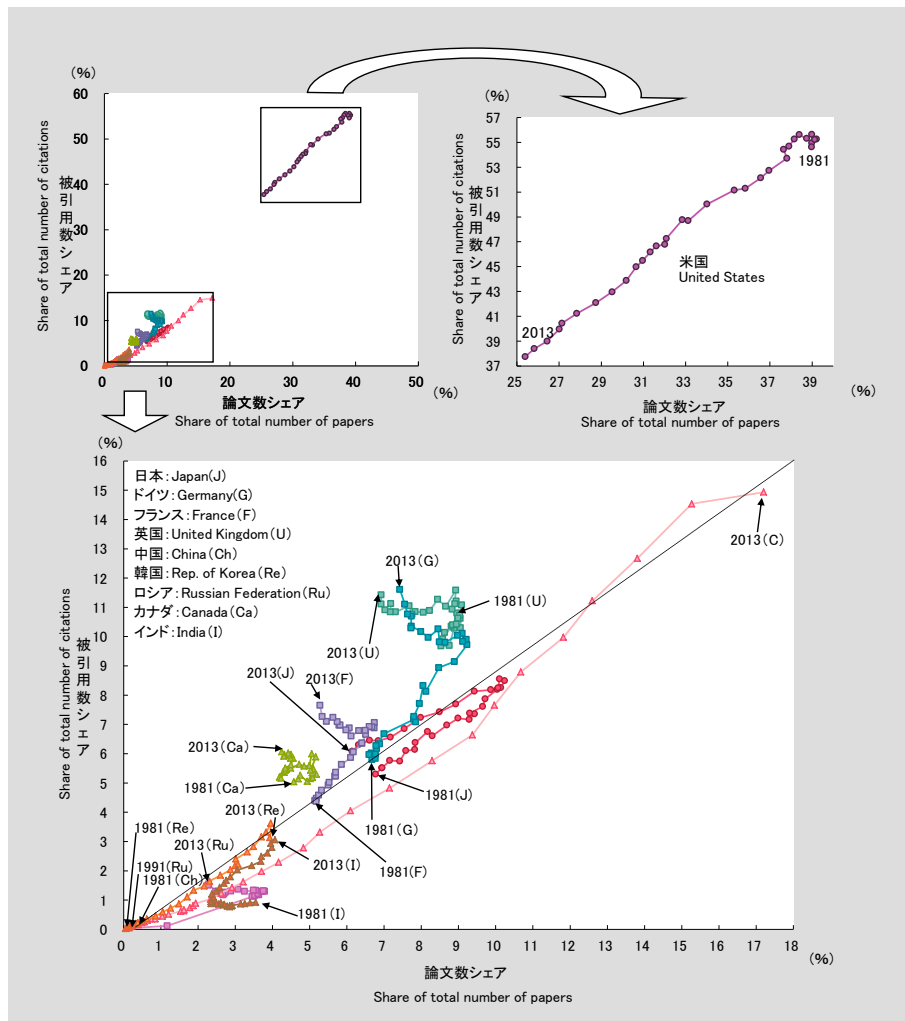 (%)
60
50
40
30
20
10
0
0
10
20
30
40
50
(%)
被引用数シェア
Share of total number of citations
論文数シェア
Share of total number of papers
(%)
57
55
53
51
49
47
45
43
41
39
37
25
27
29
31
33
35
37
39
(%)
被引用数シェア
Share of total number of citations
1981
米国
United States
2013
論文数シェア
Share of total number of papers
(%)
16
15
14
13
12
11
10
9
8
7
6
5
4
3
2
1
0
被引用数シェア
Share of total number of citations
日本：Japan(J)
ドイツ：Germany(G)
フランス：France(F)
英国：United Kingdom(U)
中国：China(Ch)
韓国：Rep. of Korea(Re)
ロシア：Russian Federation(Ru)
カナダ：Canada(Ca)
インド：India(I)
2013(C)
2013(G)
1981(U)
2013(U)
2013(J)
2013(F)
2013(Ca)
1981(Ca)
1981(J)
2013(Re)
1981(G)
1981(Re)
2013(Ru)
1991(Ru)
2013(I)
1981(F)
1981(Ch)
1981(I)
0
1
2
3
4
5
6
7
8
9
10
11
12
13
14
15
16
17
18
(%)
論文数シェア
Share of total number of papers